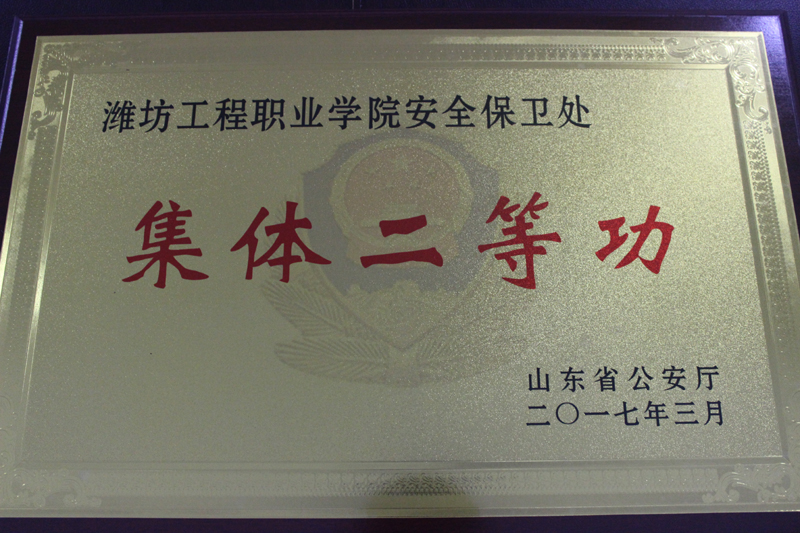 潍坊工程职业学院安全保卫处
集体二等功
山东省公安厅
二〇一七年三月